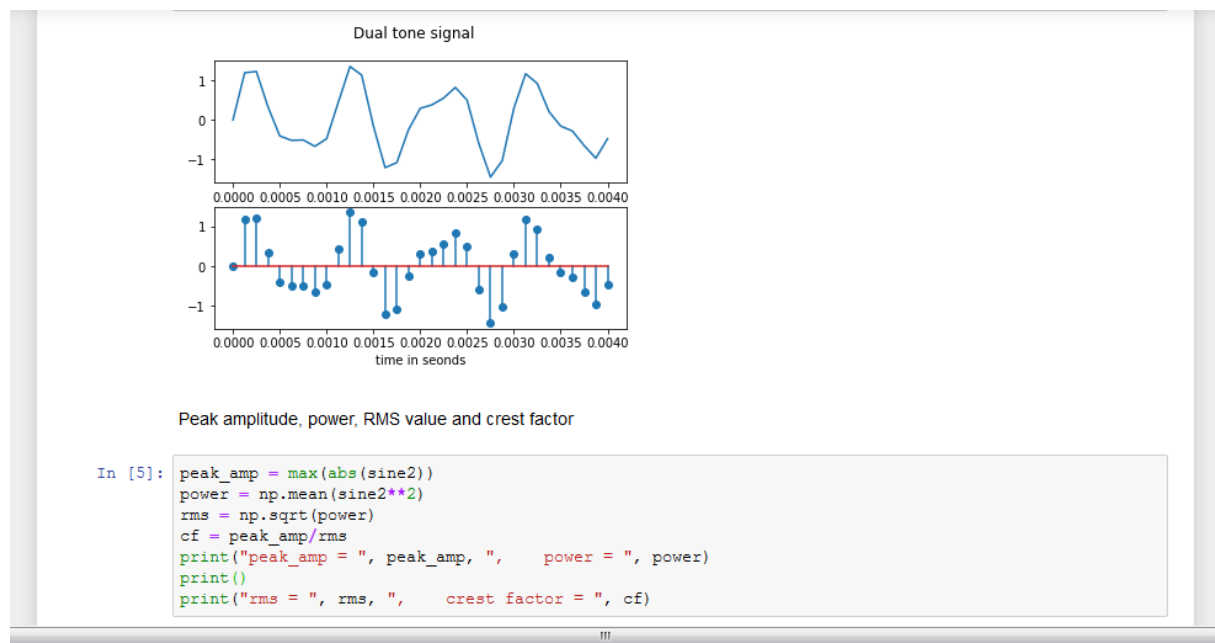 Dual tone signal
1
0
−1
0.0000 0.0005 0.0010 0.0015 0.0020 0.0025 0.0030 0.0035 0.0040
1
0
−1
0.0000 0.0005 0.0010 0.0015 0.0020 0.0025 0.0030 0.0035 0.0040
time in seonds
Peak amplitude, power, RMS value and crest factor
In [5]: peak_amp = max(abs(sine2))
power = np.mean(sine2**2)
rms = np.sqrt(power)
cf = peak_amp/rms
print("peak_amp = ", peak_amp, ",    power = ", power)
print()
print("rms = ", rms, ",    crest factor = ", cf)